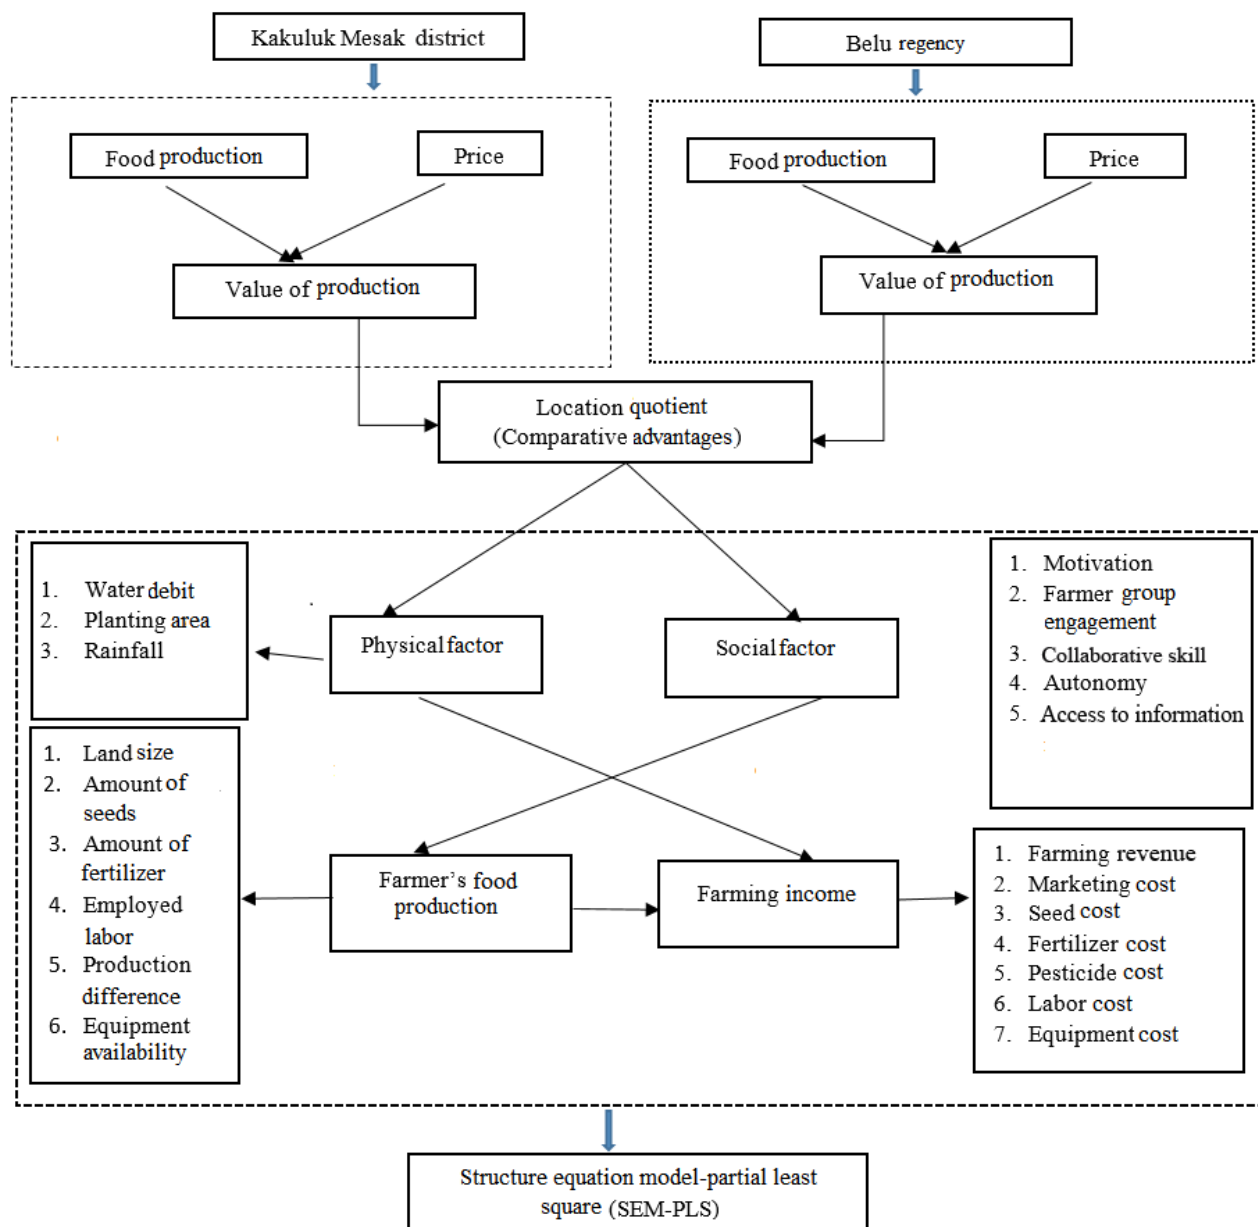 Kakuluk Mesak district
Belu regency
Food production
Price
Food production
Price
Value of production
Value of production
Location quotient
(Comparative advantages)
1. Water debit
2. Planting area
3. Rainfall
Physical factor
Social factor
1. Motivation
2. Farmer group
engagement
3. Collaborative skill
4. Autonomy
5. Access to information
1. Land size
2. Amount of
seeds
3. Amount of
fertilizer
4. Employed
labor
5. Production
difference
6. Equipment
availability
Farmer's food
production
Farming income
1. Farming revenue
2. Marketing cost
3. Seed cost
4. Fertilizer cost
5. Pesticide cost
6. Labor cost
7. Equipment cost
Structure equation model-partial least
square (SEM-PLS)